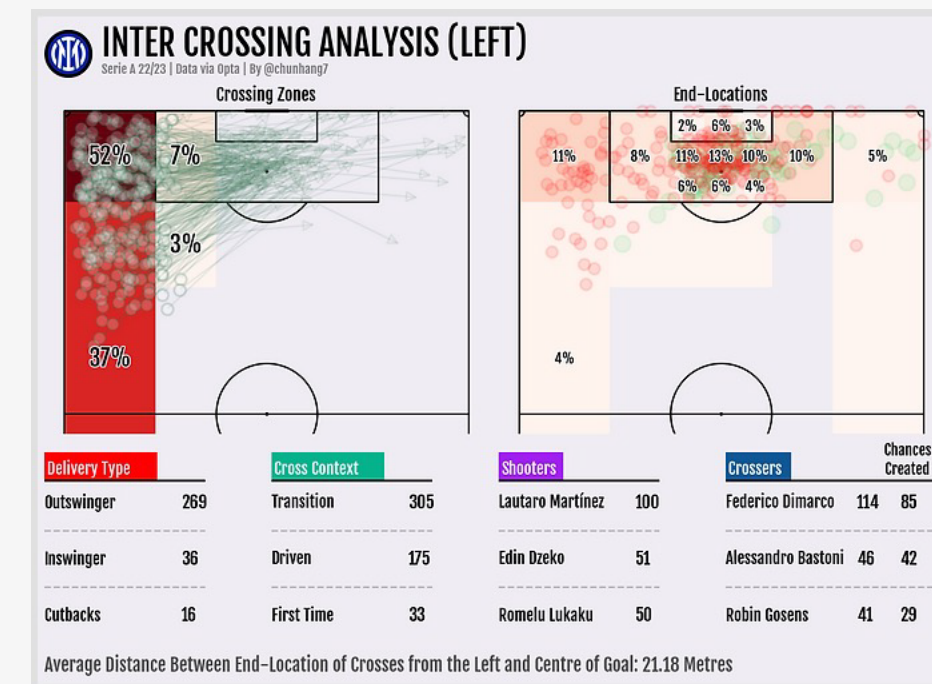 INTER CROSSING ANALYSIS (LEFT)
Serie A 22/23 | Data via Opta | By @chunhang7
Crossing Zones
52%
7%
3%
37%
End-Locations
2% 6% 3%
11% 8% 11% 13% 10% 10% 5%
6% 6% 4%
4%
Delivery Type
Outswinger 269
Inswinger 36
Cutbacks 16
Cross Context
Transition 305
Driven 175
First Time 33
Shooters
Lautaro Martínez 100
Edin Dzeko 51
Romelu Lukaku 50
Crossers Chances Created
Federico Dimarco 114 85
Alessandro Bastoni 46 42
Robin Gosens 41 29
Average Distance Between End-Location of Crosses from the Left and Centre of Goal: 21.18 Metres